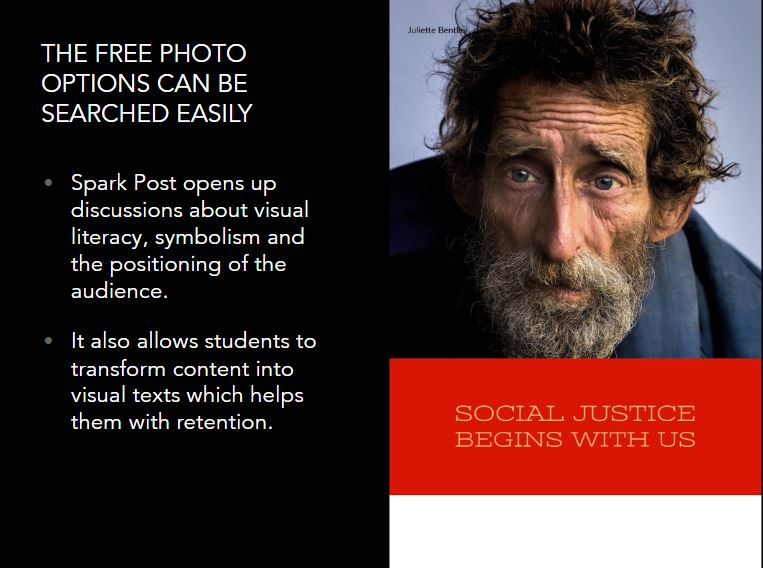 THE FREE PHOTO
OPTIONS CAN BE
SEARCHED EASILY
Spark Post opens up
discussions about visual
literacy, symbolism and
the positioning of the
audience.
It also allows students to
transform content into
visual texts which helps
them with retention.
Juliette Bentley
SOCIAL JUSTICE
BEGINS WITH US